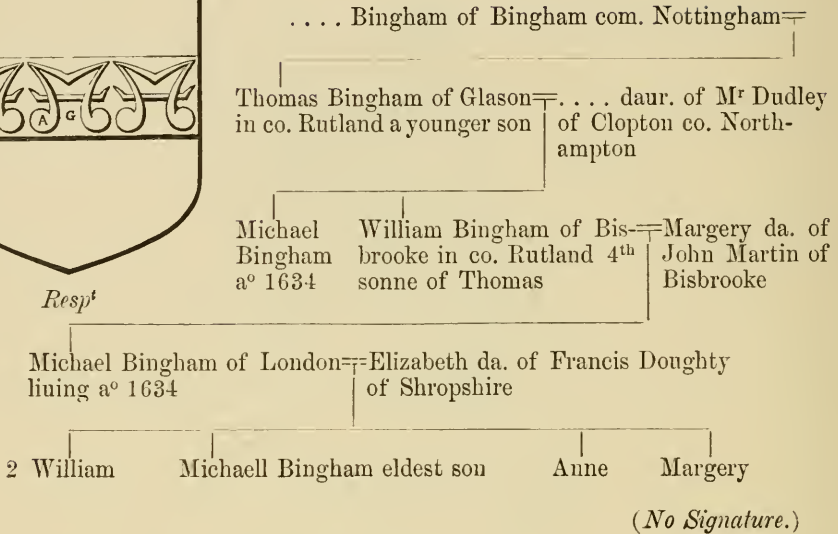 . . . . Bingham of Bingham com. Nottingham
Thomas Bingham of Glason . . . . daur. of Mʳ Dudley
in co. Rutland a younger son of Clopton co. North-
ampton
A G
Michael William Bingham of Bis- Margery da. of
Bingham brooke in co. Rutland 4ᵗʰ John Martin of
aº 1634 sonne of Thomas Bisbrooke
Respᵗ
Michael Bingham of London Elizabeth da. of Francis Doughty
liuing aº 1634 of Shropshire
2 William Michaell Bingham eldest son Anne Margery
(No Signature.)